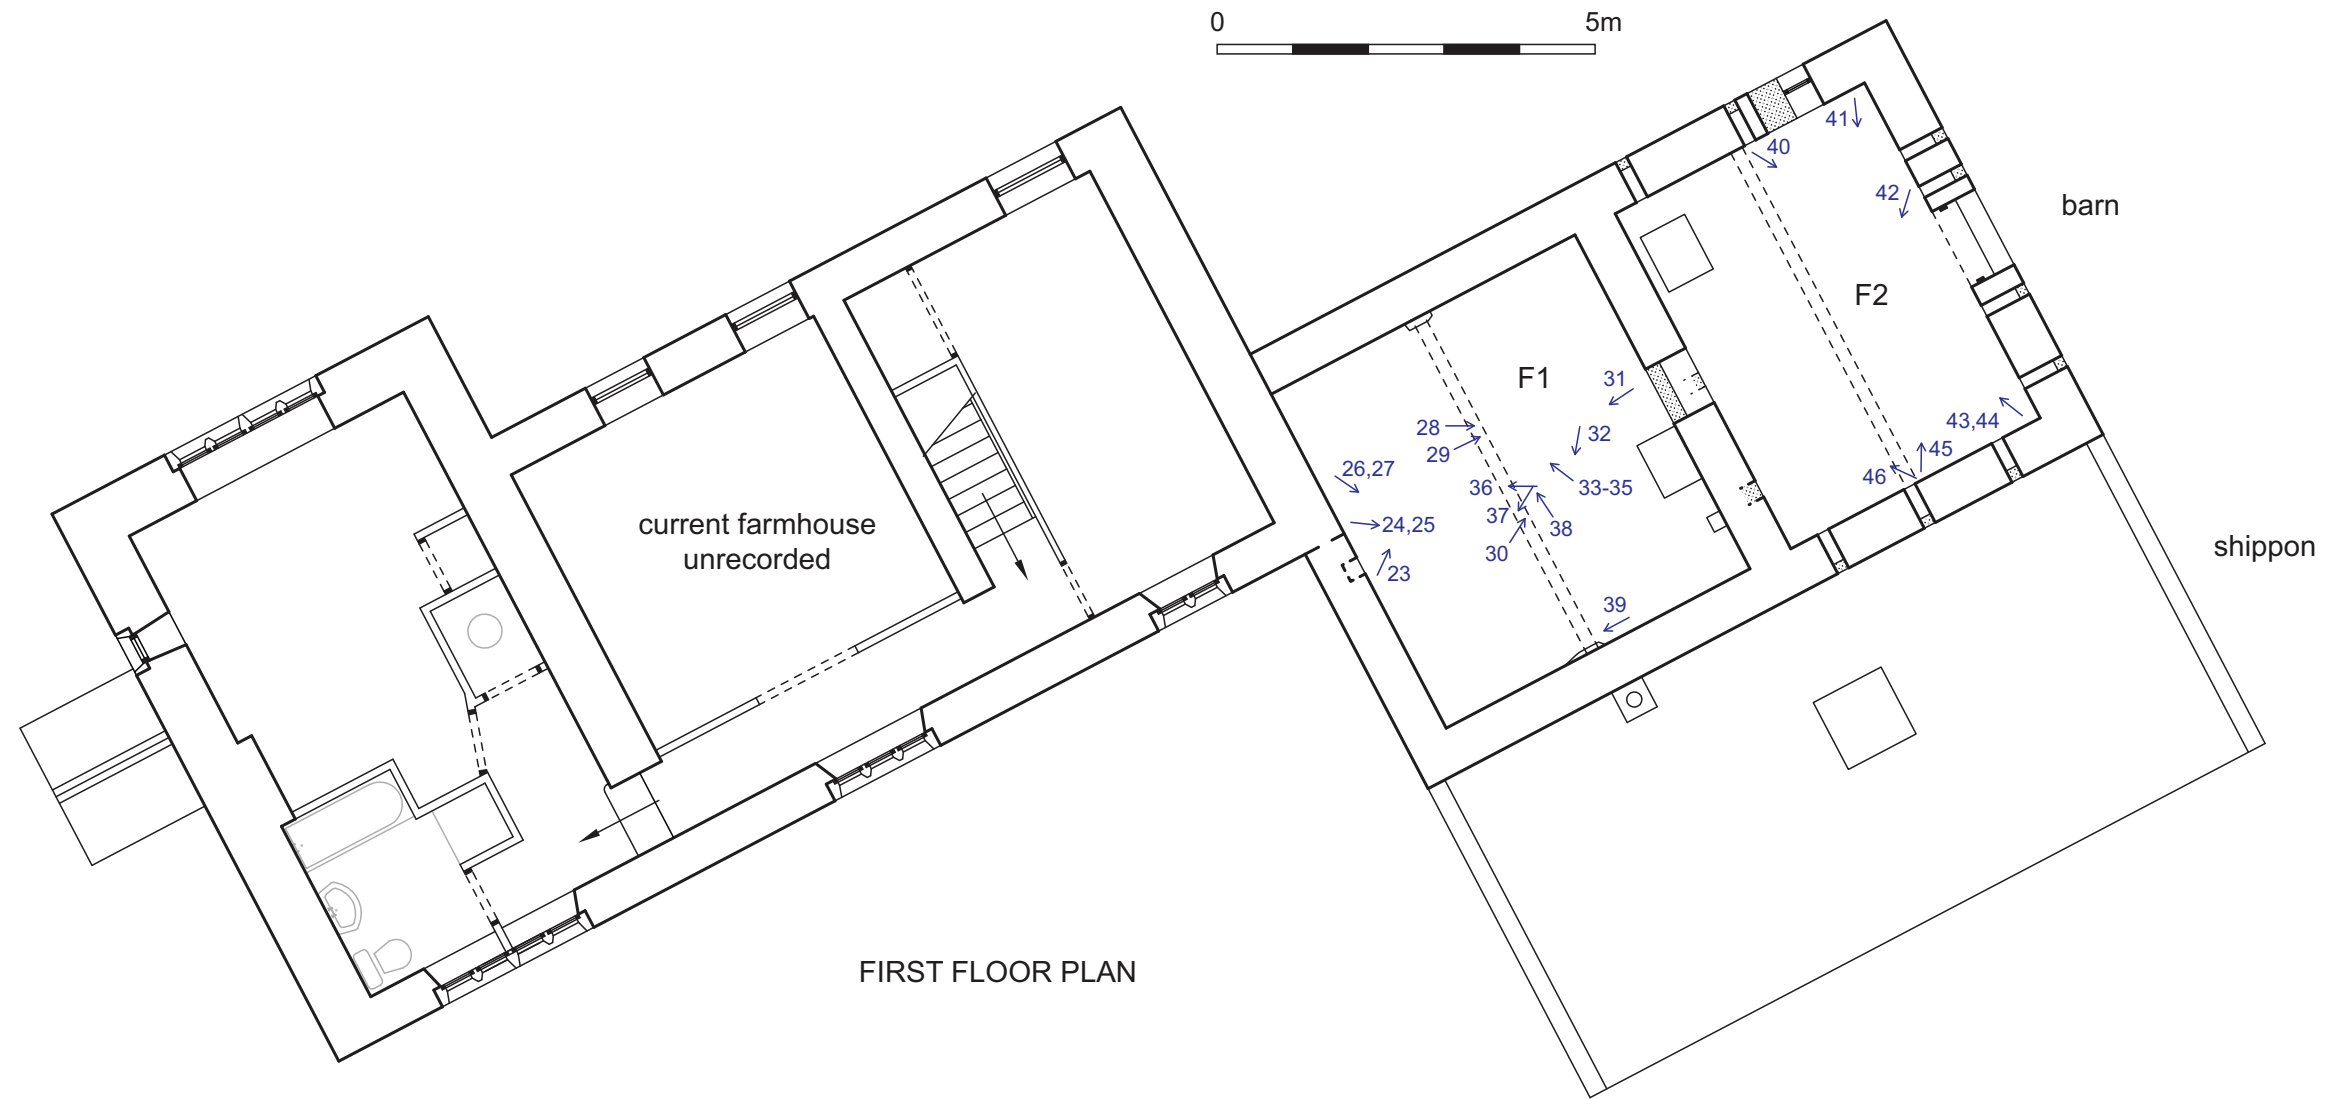 0 5m
41
40
42
barn
F2
F1
31
28
32
43,44
29
45
26,27
46
36
33-35
37
38
24,25
current farmhouse
unrecorded
30
shippon
23
39
FIRST FLOOR PLAN